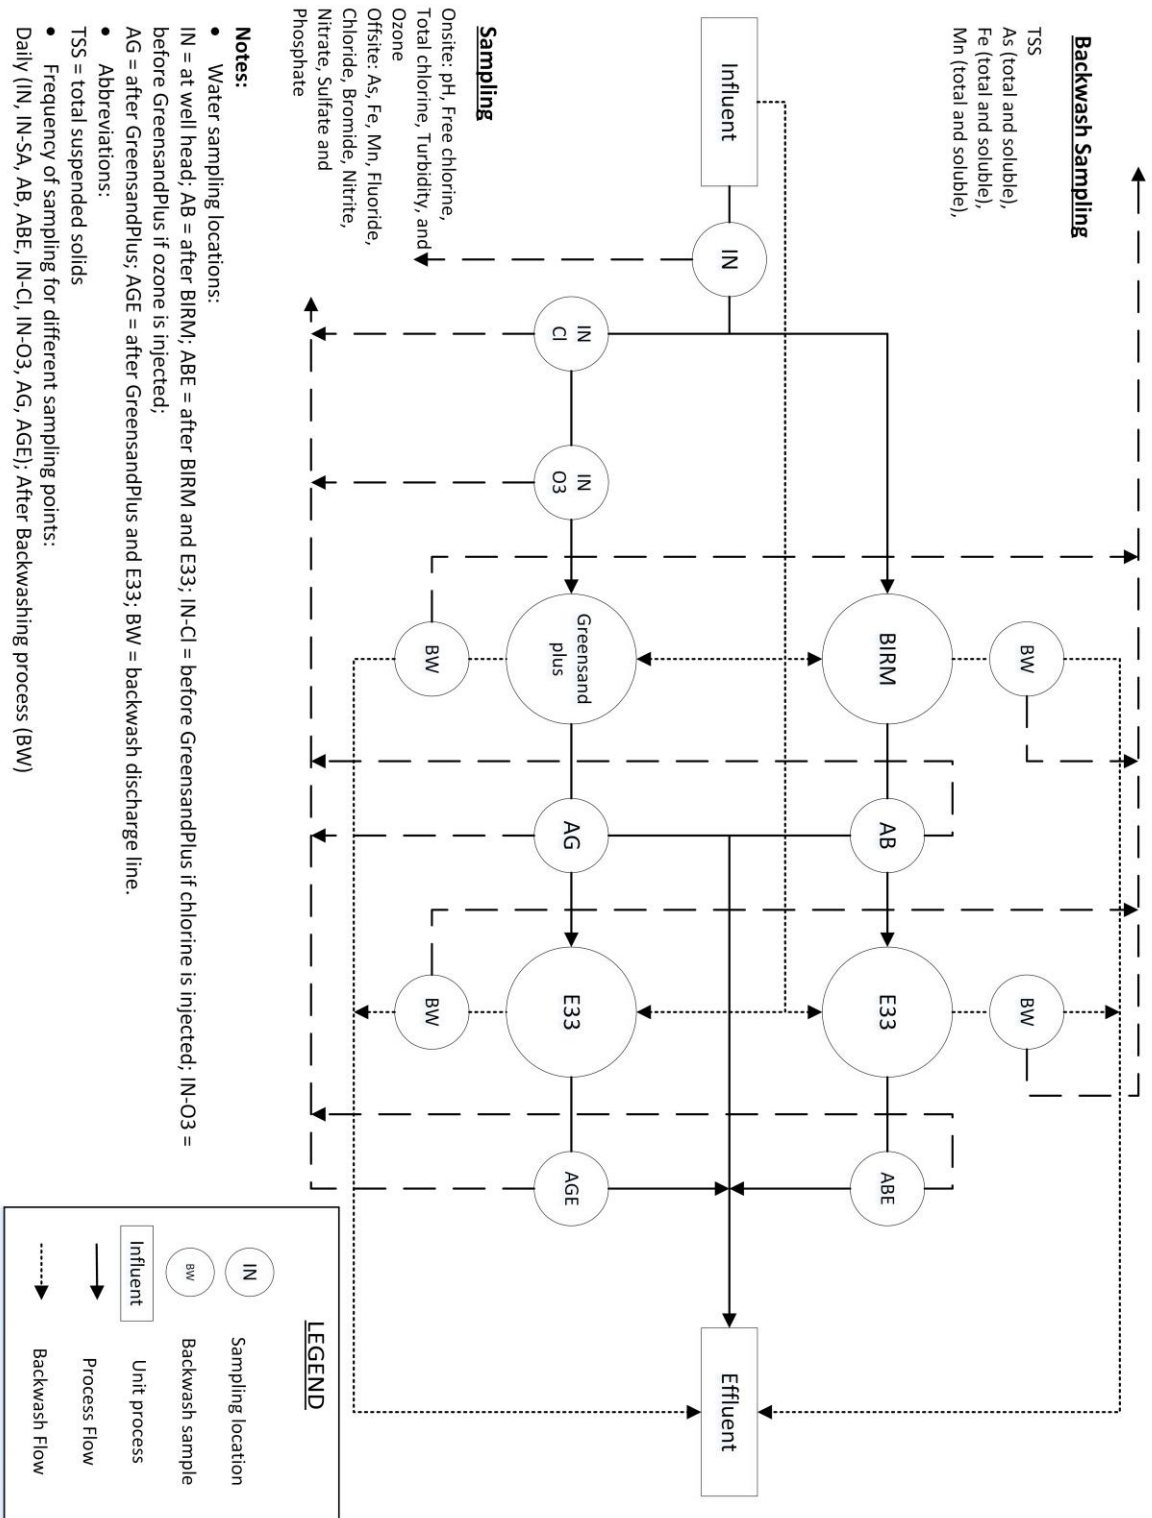 Backwash Sampling
TSS
As (total and soluble),
Fe (total and soluble),
Mn (total and soluble),
BW
BW
BIRM
AB
E33
ABE
Influent
IN
Effluent
IN
Cl
IN
O3
Greensand
plus
AG
E33
AGE
BW
BW
Sampling
Onsite: pH, Free chlorine,
Total chlorine, Turbidity, and
Ozone
Offsite: As, Fe, Mn, Fluoride,
Chloride, Bromide, Nitrite,
Nitrate, Sulfate and
Phosphate
Notes:
• Water sampling locations:
IN = at well head; AB = after BIRM; ABE = after BIRM and E33; IN-Cl = before GreensandPlus if chlorine is injected; IN-O3 =
before GreensandPlus if ozone is injected;
AG = after GreensandPlus; AGE = after GreensandPlus and E33; BW = backwash discharge line.
• Abbreviations:
TSS = total suspended solids
• Frequency of sampling for different sampling points:
Daily (IN, IN-SA, AB, ABE, IN-Cl, IN-O3, AG, AGE); After Backwashing process (BW)
LEGEND
IN Sampling location
BW Backwash sample
Influent Unit process
Process Flow
Backwash Flow